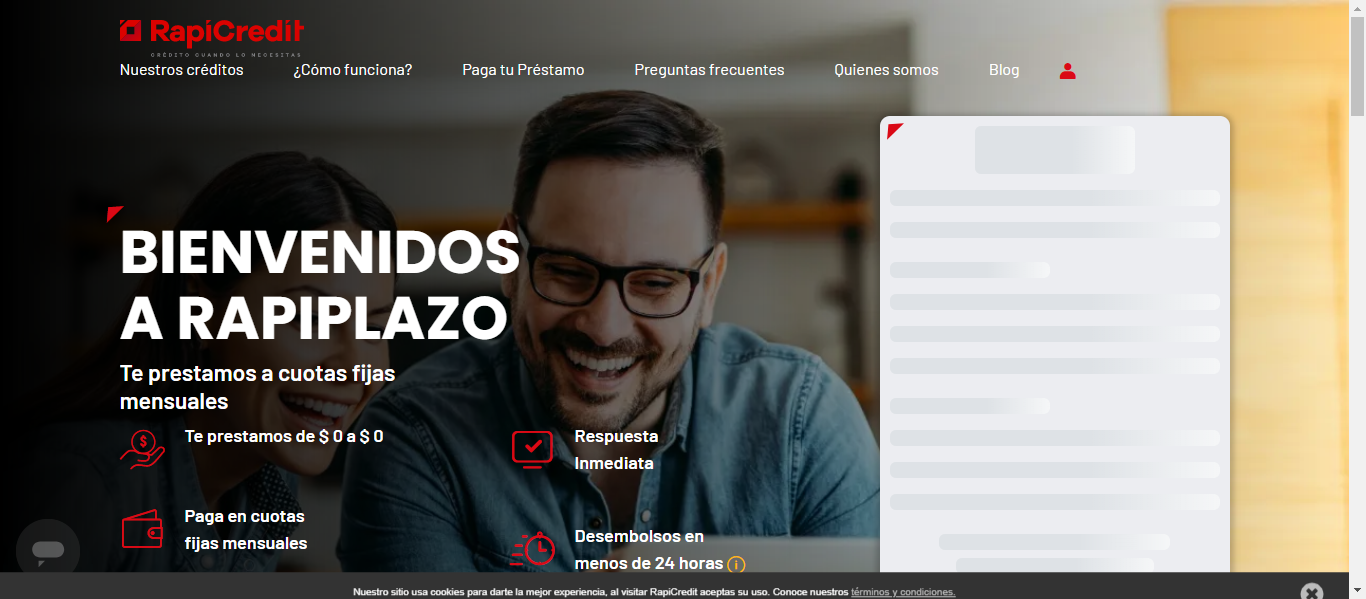 RapiCredit
CRÉDITO CUANDO LO NECESITAS
Nuestros créditos
¿Cómo funciona?
Paga tu Préstamo
Preguntas frecuentes
Quienes somos
Blog
BIENVENIDOS
A RAPIPLAZO
Te prestamos a cuotas fijas
mensuales
Te prestamos de $ 0 a $ 0
Respuesta
Inmediata
Paga en cuotas
fijas mensuales
Desembolsos en
menos de 24 horas
Nuestro sitio usa cookies para darte la mejor experiencia, al visitar RapiCredit aceptas su uso. Conoce nuestros términos y condiciones.